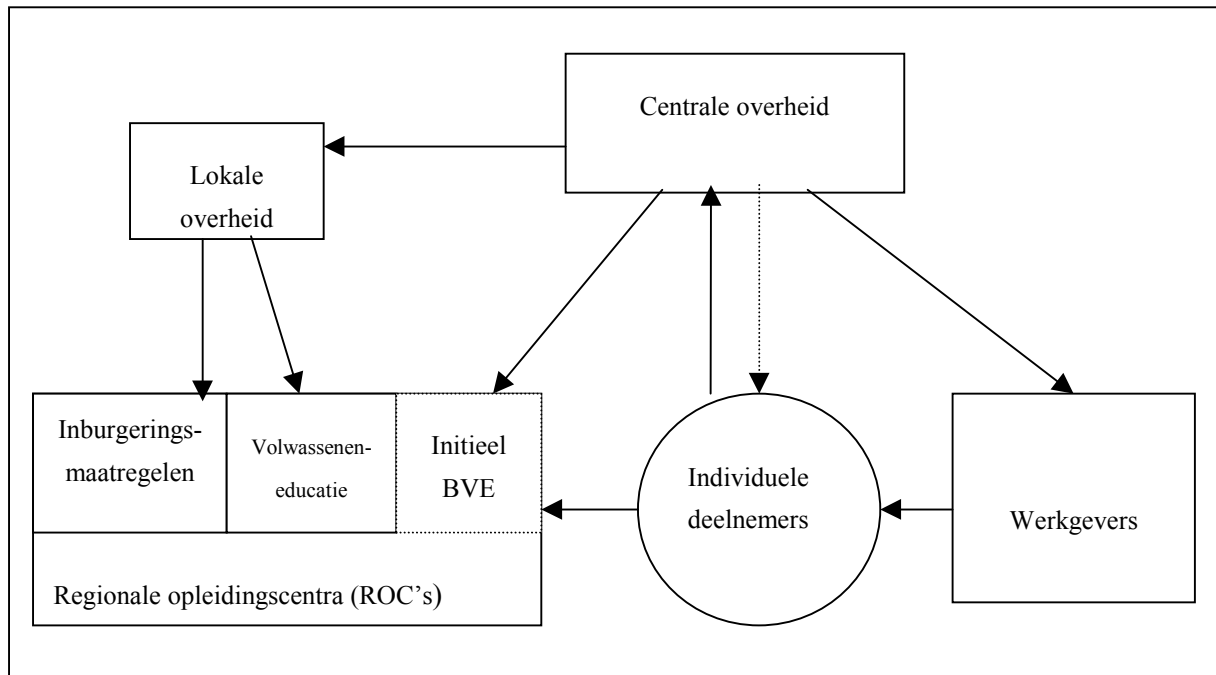 Centrale overheid
Lokale
overheid
Inburgerings-
maatregelen
Volwassenen-
educatie
Initieel
BVE
Individuele
deelnemers
Werkgevers
Regionale opleidingscentra (ROC’s)